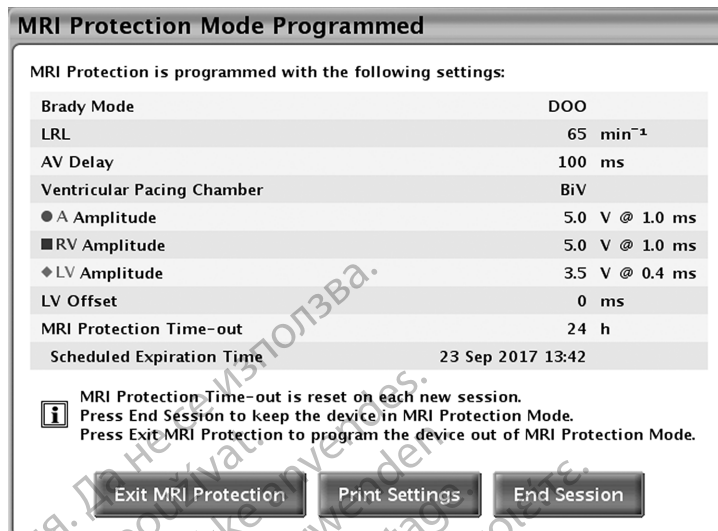 MRI Protection Mode Programmed
MRI Protection is programmed with the following settings:
Brady Mode DOO
LRL 65 min⁻¹
AV Delay 100 ms
Ventricular Pacing Chamber BiV
A Amplitude 5.0 V @ 1.0 ms
RV Amplitude 5.0 V @ 1.0 ms
LV Amplitude 3.5 V @ 0.4 ms
LV Offset 0 ms
MRI Protection Time-out 24 h
Scheduled Expiration Time 23 Sep 2017 13:42
MRI Protection Time-out is reset on each new session.
Press End Session to keep the device in MRI Protection Mode.
Press Exit MRI Protection to program the device out of MRI Protection Mode.
Exit MRI Protection Print Settings End Session
Да не се използва.